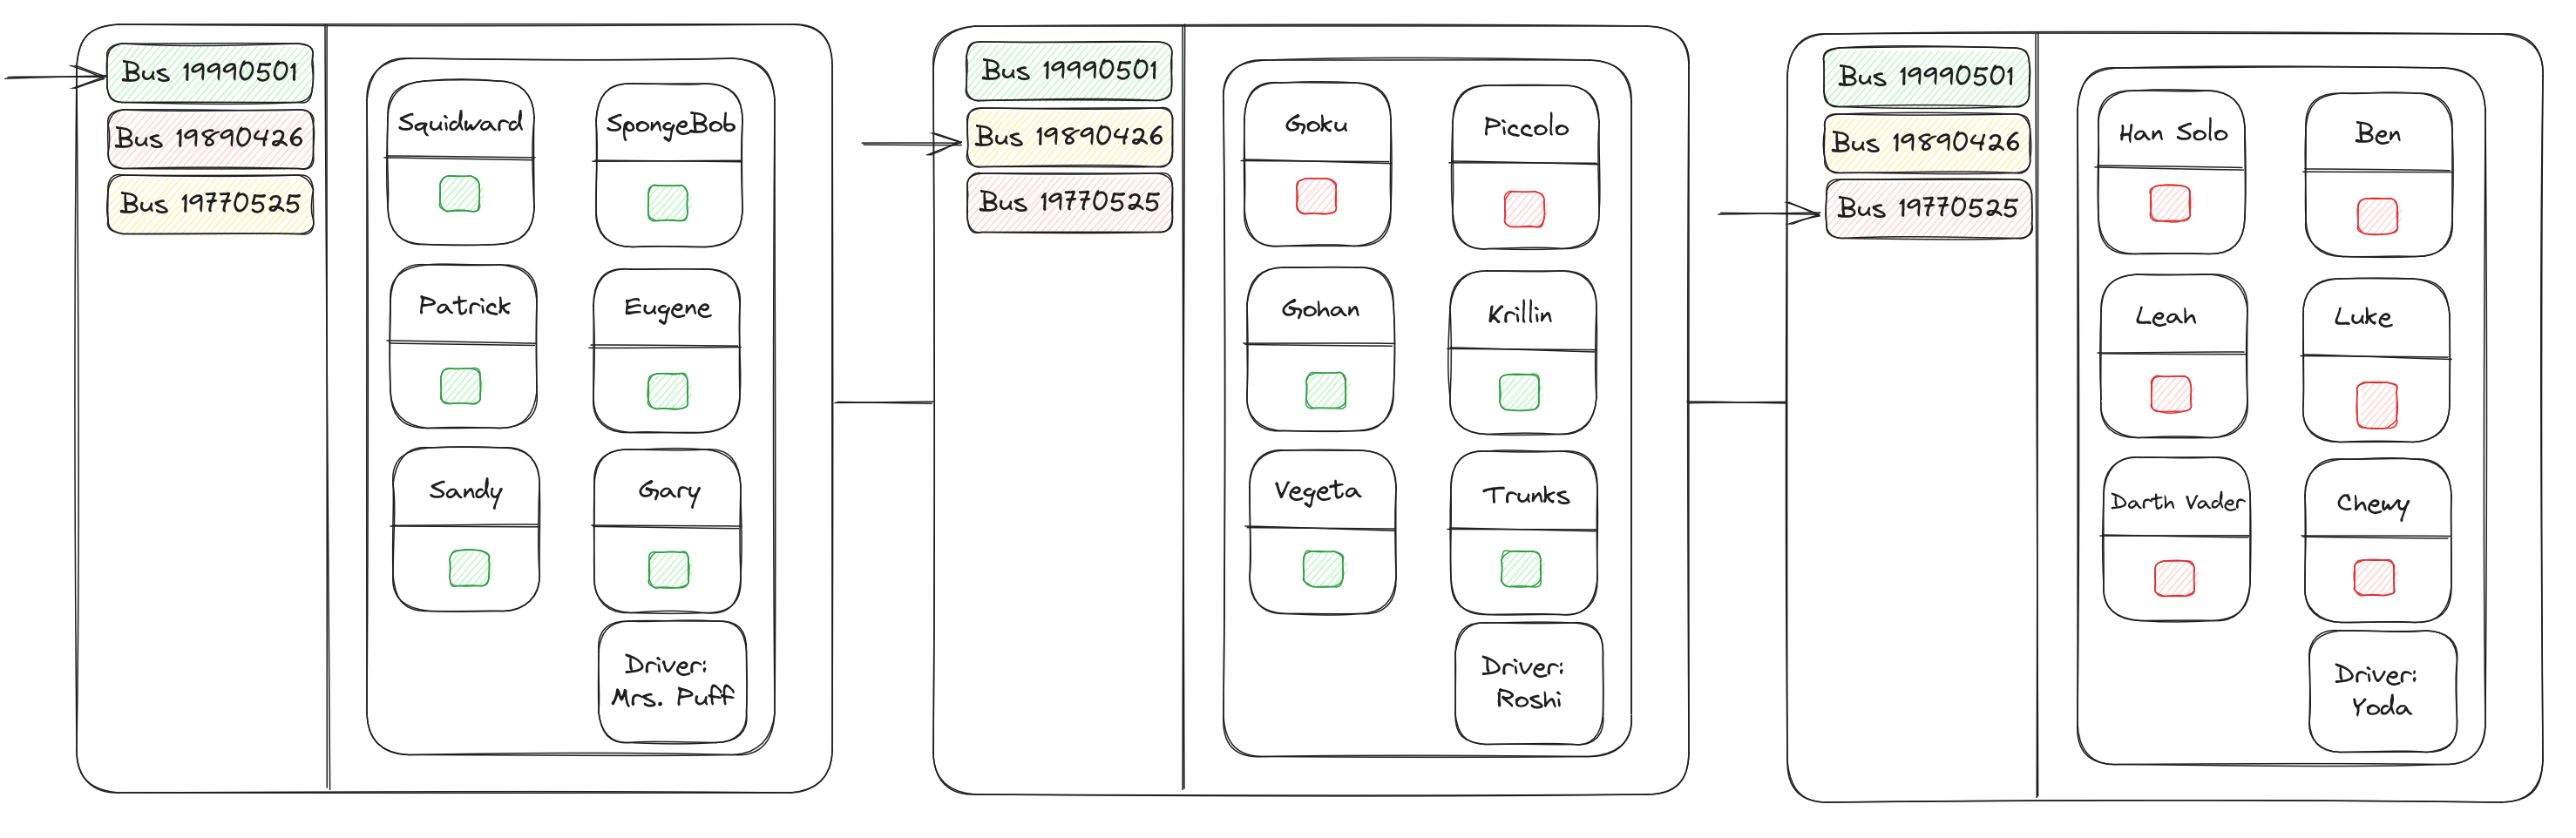 Bus 19990501
Bus 19890426
Bus 19770525
Squidward
SpongeBob
Patrick
Eugene
Sandy
Gary
Driver:
Mrs. Puff
Bus 19990501
Bus 19890426
Bus 19770525
Goku
Piccolo
Gohan
Krillin
Vegeta
Trunks
Driver:
Roshi
Bus 19990501
Bus 19890426
Bus 19770525
Han Solo
Ben
Leah
Luke
Darth Vader
Chewy
Driver:
Yoda